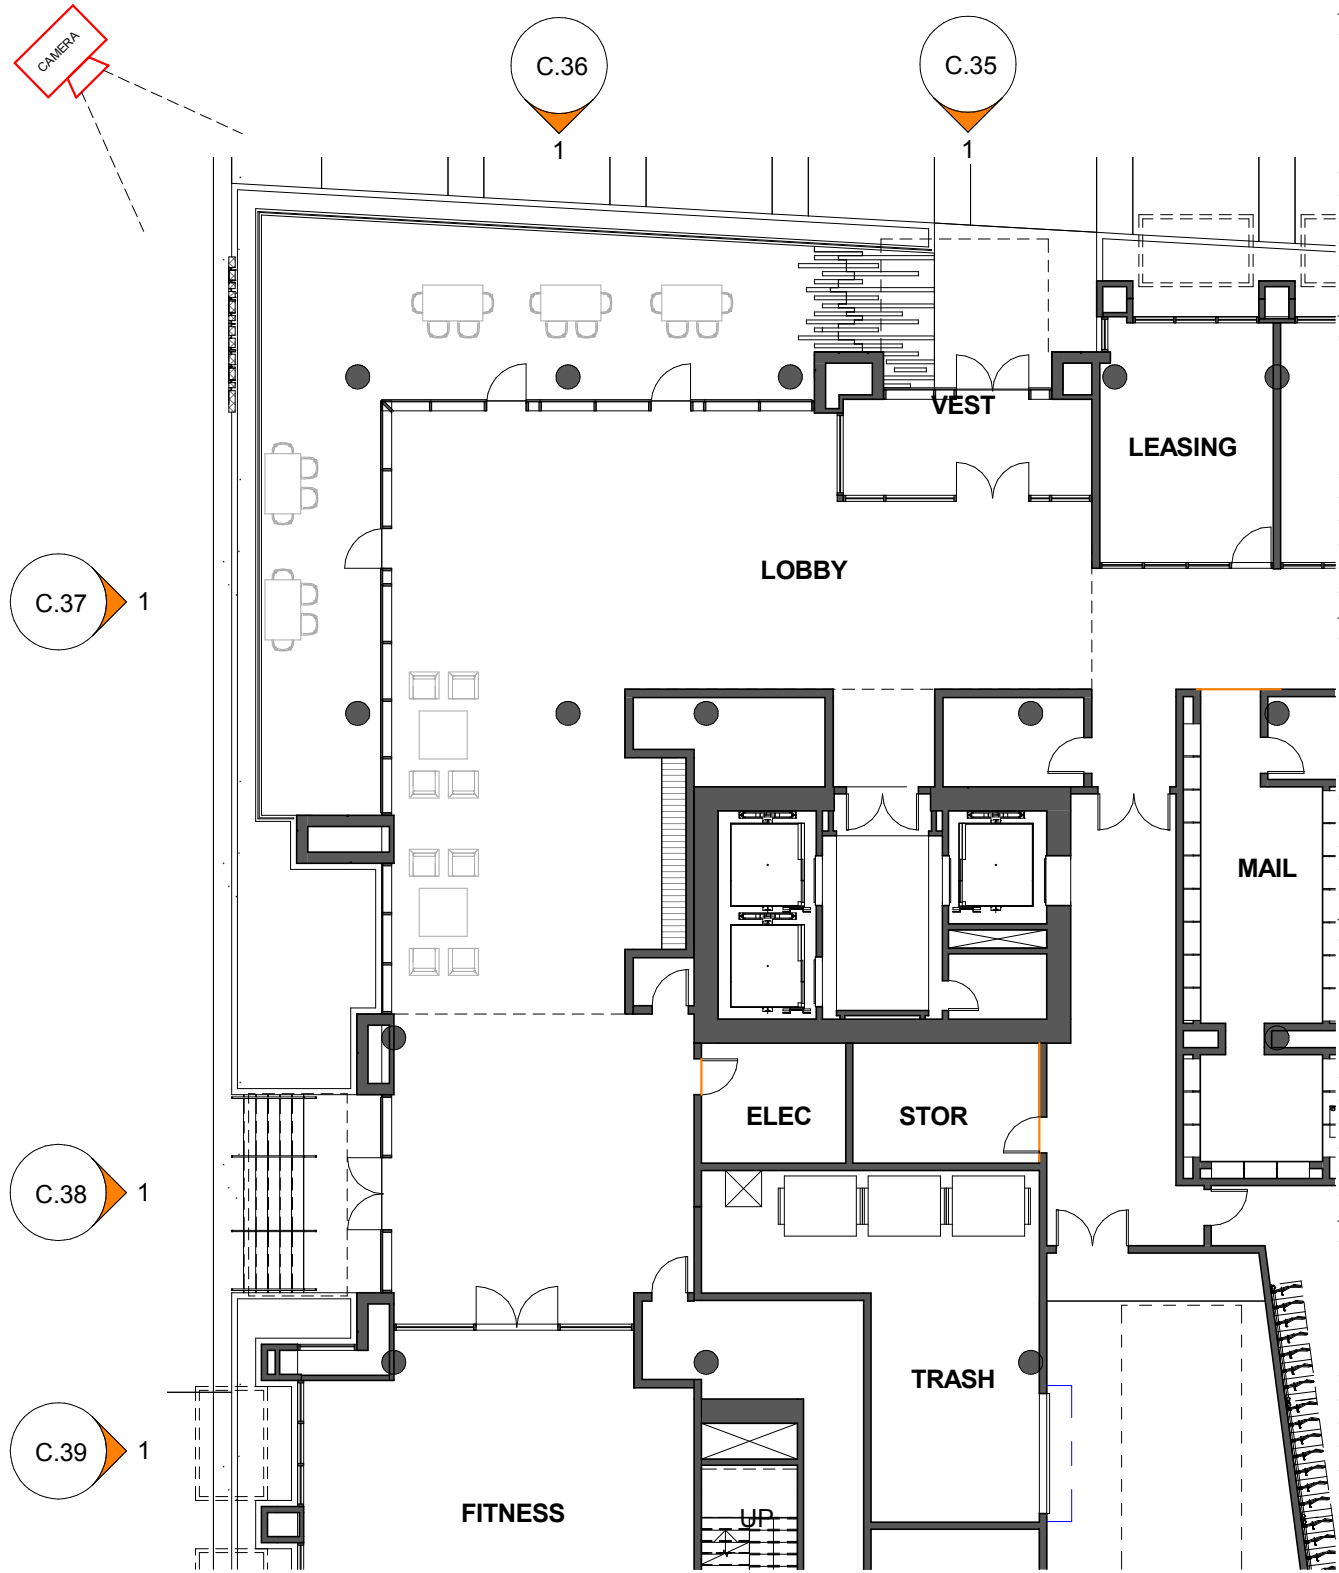 CAMERA
C.36
1
C.35
1
VEST
LEASING
LOBBY
C.37
1
MAIL
ELEC
STOR
C.38
1
TRASH
C.39
1
FITNESS
UP